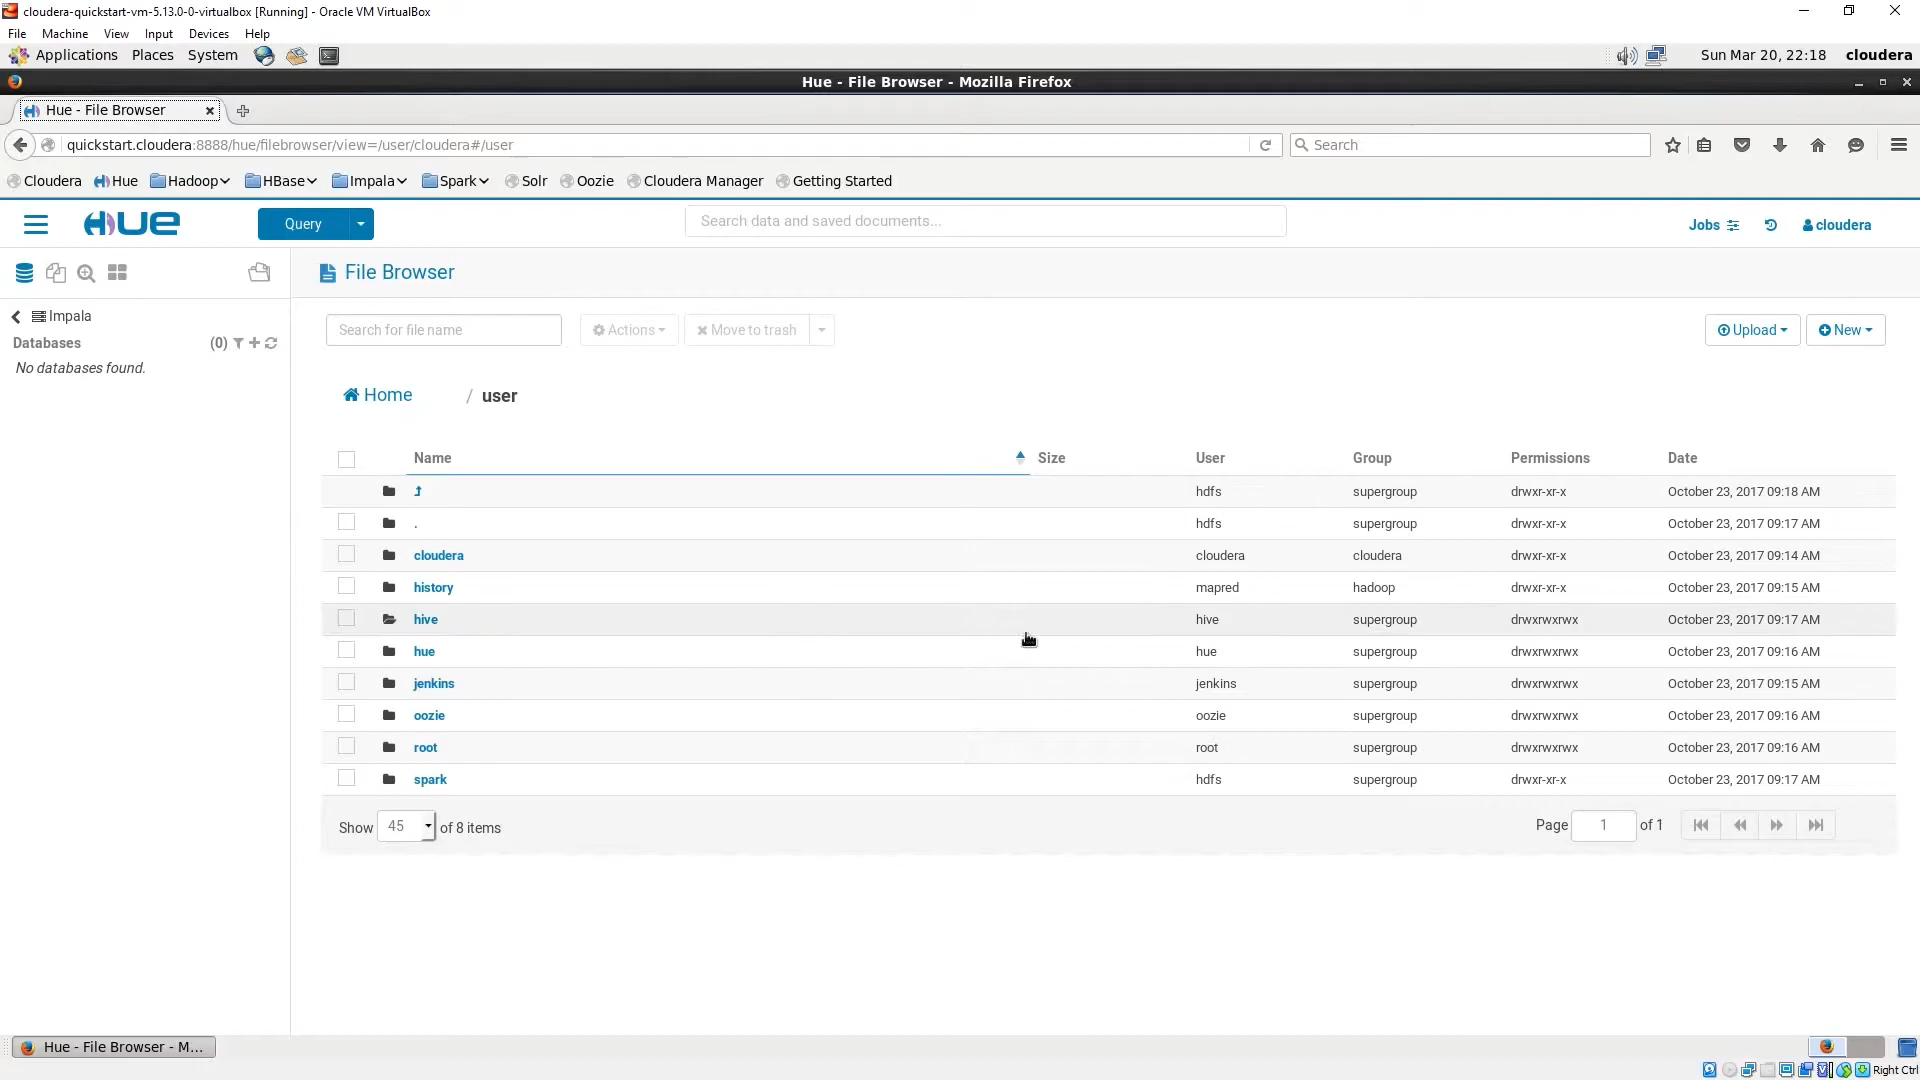 cloudera-quickstart-vm-5.13.0-0-virtualbox [Running] - Oracle VM VirtualBox
File Machine View Input Devices Help
Applications Places System Sun Mar 20, 22:18 cloudera
Hue - File Browser - Mozilla Firefox
Hue - File Browser
quickstart.cloudera:8888/hue/filebrowser/view=/user/cloudera#/user Search
Cloudera Hue Hadoop HBase Impala Spark Solr Oozie Cloudera Manager Getting Started
HUE Query Search data and saved documents... Jobs cloudera
File Browser
Impala
Databases (0)
No databases found.
Search for file name Actions Move to trash Upload New
Home / user
Name Size User Group Permissions Date
hdfs supergroup drwxr-xr-x October 23, 2017 09:18 AM
. hdfs supergroup drwxr-xr-x October 23, 2017 09:17 AM
cloudera cloudera cloudera drwxr-xr-x October 23, 2017 09:14 AM
history mapred hadoop drwxr-xr-x October 23, 2017 09:15 AM
hive hive supergroup drwxrwxrwx October 23, 2017 09:17 AM
hue hue supergroup drwxrwxrwx October 23, 2017 09:16 AM
jenkins jenkins supergroup drwxrwxrwx October 23, 2017 09:15 AM
oozie oozie supergroup drwxrwxrwx October 23, 2017 09:16 AM
root root supergroup drwxrwxrwx October 23, 2017 09:16 AM
spark hdfs supergroup drwxr-xr-x October 23, 2017 09:17 AM
Show 45 of 8 items Page 1 of 1
Hue - File Browser - M...
Right Ctrl